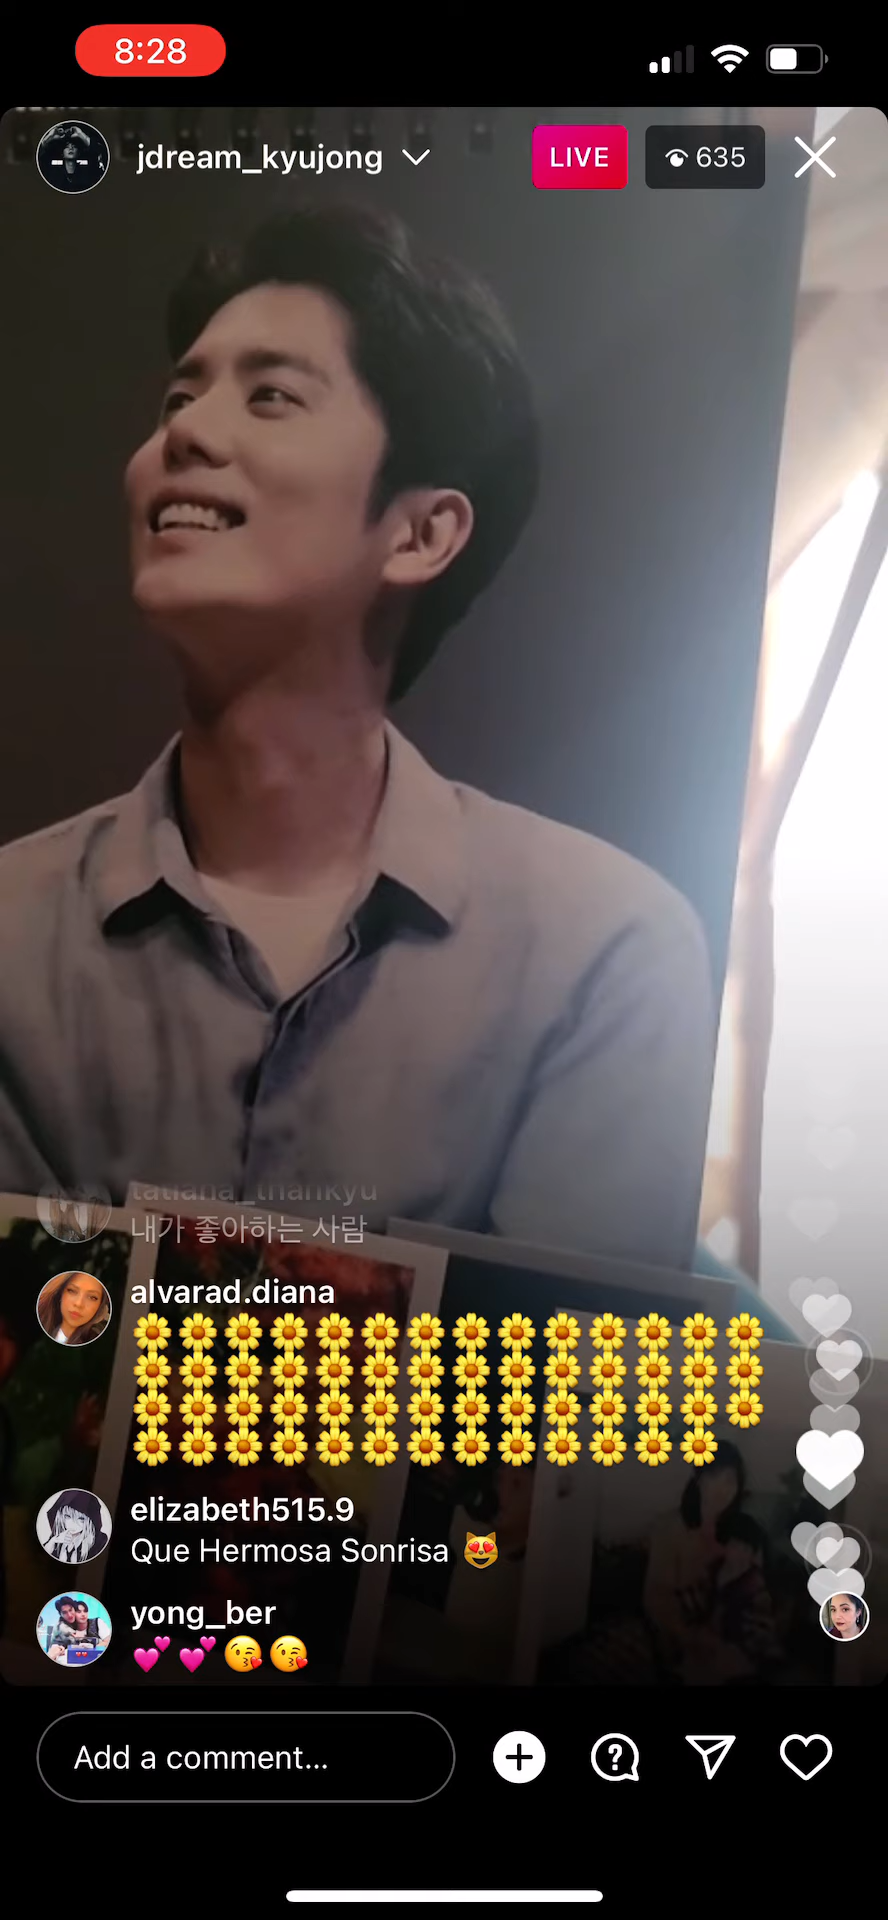 8:28
jdream_kyujong
LIVE
635
tatiana_thankyu
내가 좋아하는 사람
alvarad.diana
🌼🌼🌼🌼🌼🌼🌼🌼🌼🌼🌼🌼🌼🌼
🌼🌼🌼🌼🌼🌼🌼🌼🌼🌼🌼🌼🌼🌼
🌼🌼🌼🌼🌼🌼🌼🌼🌼🌼🌼🌼🌼🌼
🌼🌼🌼🌼🌼🌼🌼🌼🌼🌼🌼🌼🌼
elizabeth515.9
Que Hermosa Sonrisa 😻
yong_ber
💕💕😘😘
Add a comment...